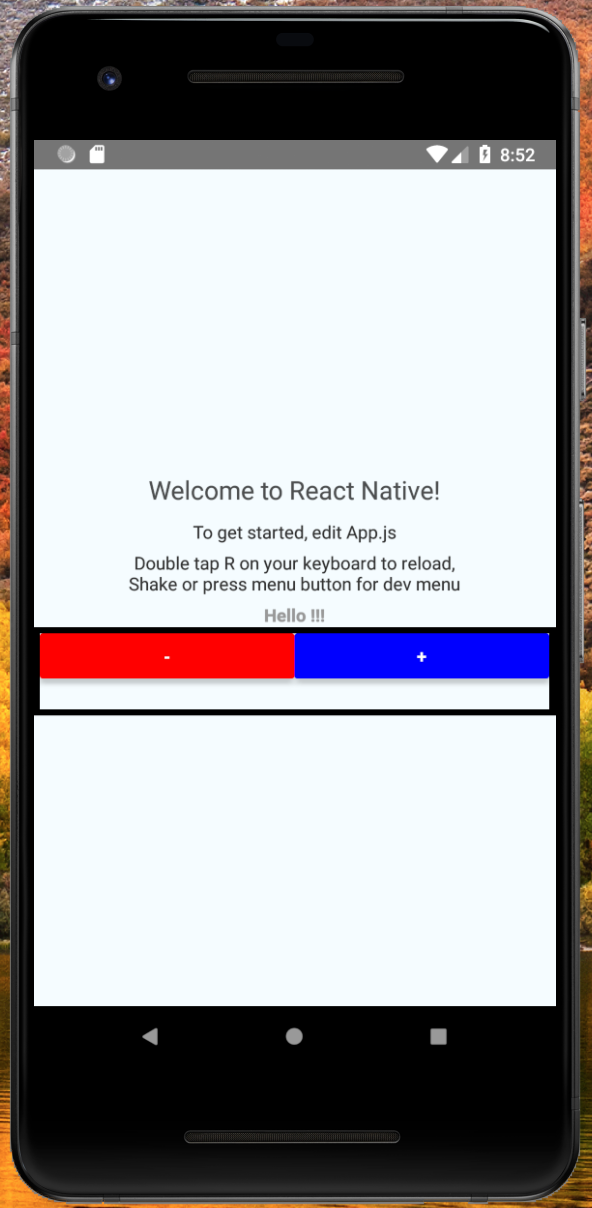 8:52
Welcome to React Native!
To get started, edit App.js
Double tap R on your keyboard to reload,
Shake or press menu button for dev menu
Hello !!!
- +